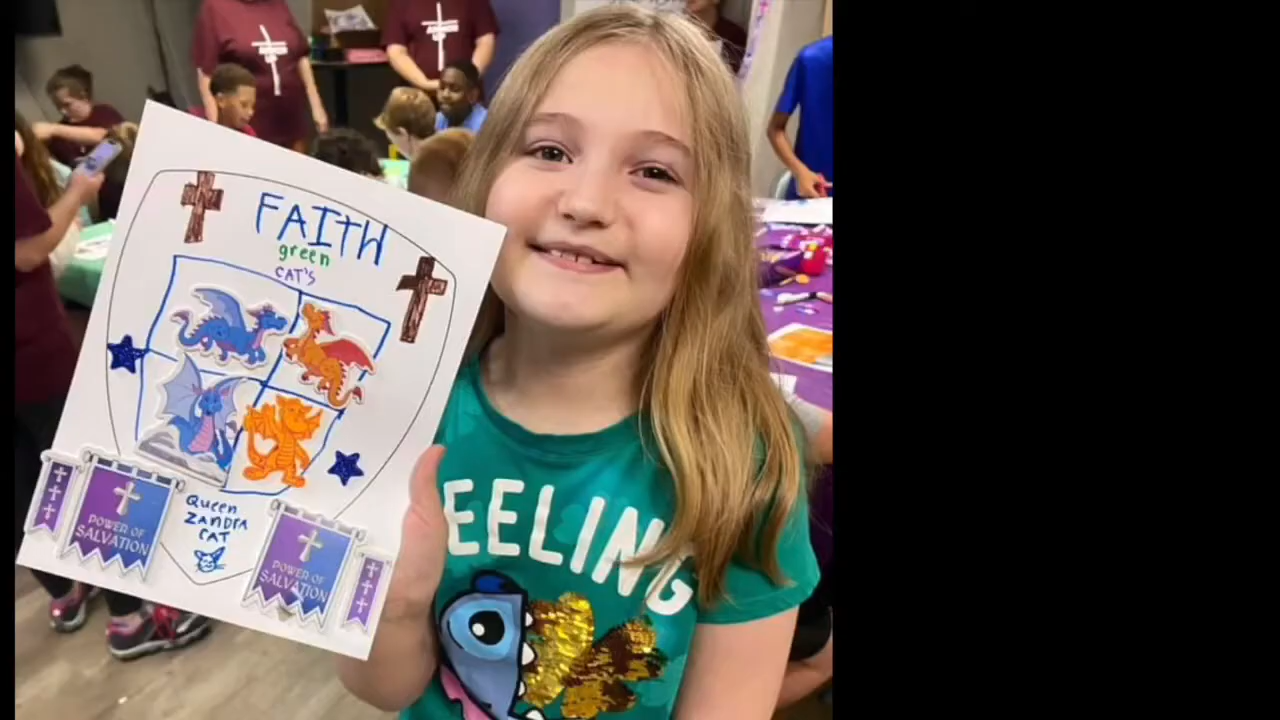 FAITH
green
CAT'S
POWER OF
SALVATION
Queen
ZANDRA
CAT
POWER OF
SALVATION
EELING